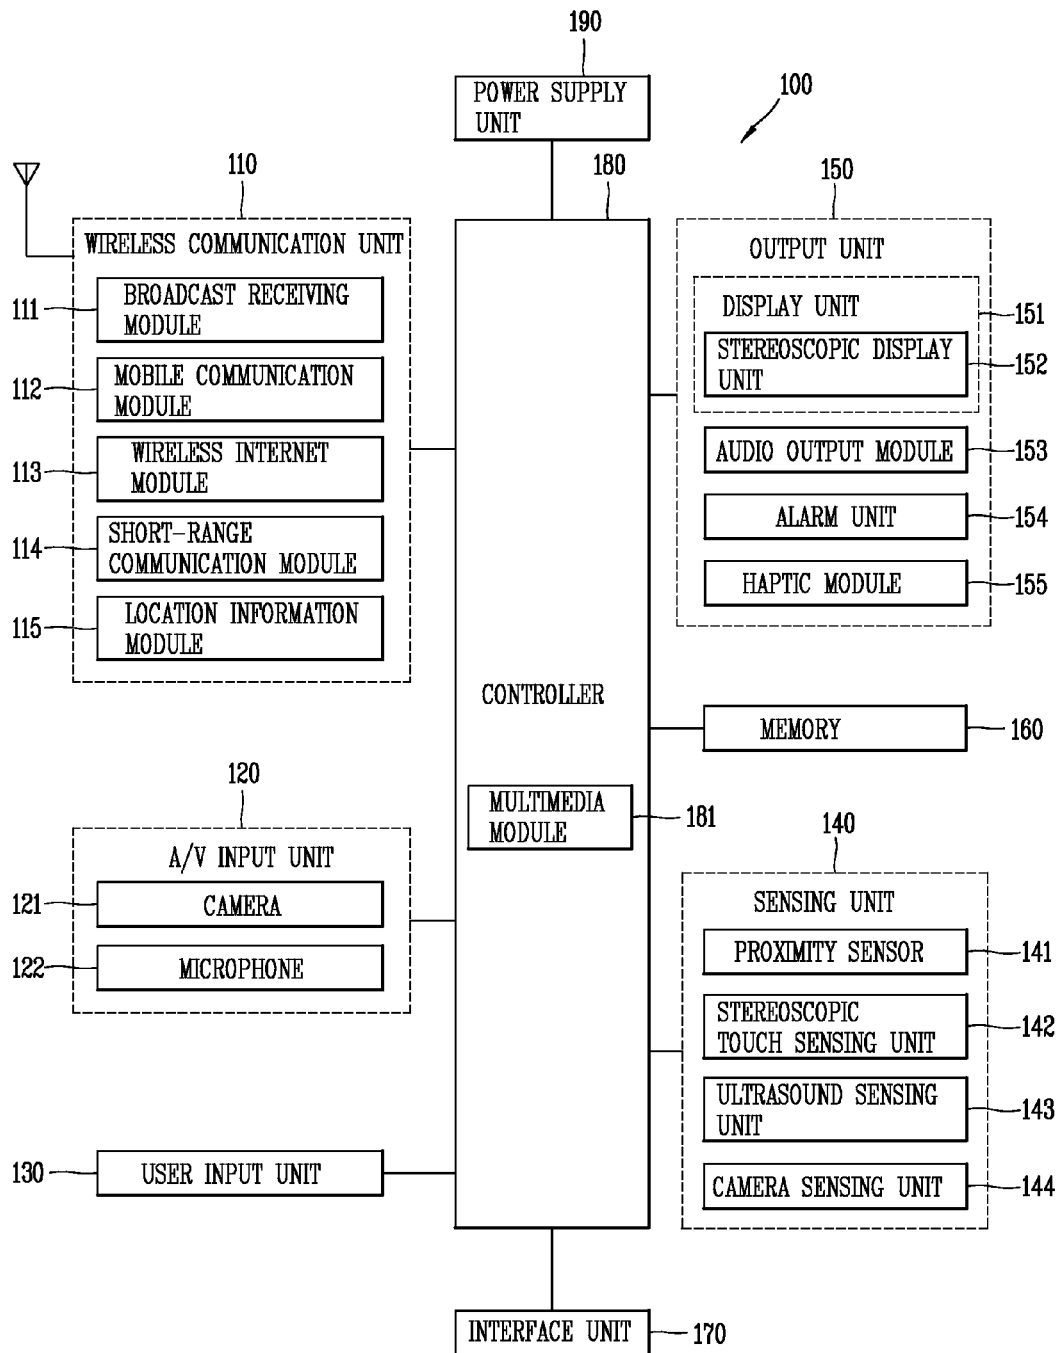 190
POWER SUPPLY
UNIT
100
110
WIRELESS COMMUNICATION UNIT
111
BROADCAST RECEIVING
MODULE
112
MOBILE COMMUNICATION
MODULE
113
WIRELESS INTERNET
MODULE
114
SHORT-RANGE
COMMUNICATION MODULE
115
LOCATION INFORMATION
MODULE
120
A/V INPUT UNIT
121
CAMERA
122
MICROPHONE
130
USER INPUT UNIT
180
CONTROLLER
MULTIMEDIA
MODULE
181
150
OUTPUT UNIT
DISPLAY UNIT
151
STEREOSCOPIC DISPLAY
UNIT
152
AUDIO OUTPUT MODULE
153
ALARM UNIT
154
HAPTIC MODULE
155
MEMORY
160
140
SENSING UNIT
PROXIMITY SENSOR
141
STEREOSCOPIC
TOUCH SENSING UNIT
142
ULTRASOUND SENSING
UNIT
143
CAMERA SENSING UNIT
144
INTERFACE UNIT
170